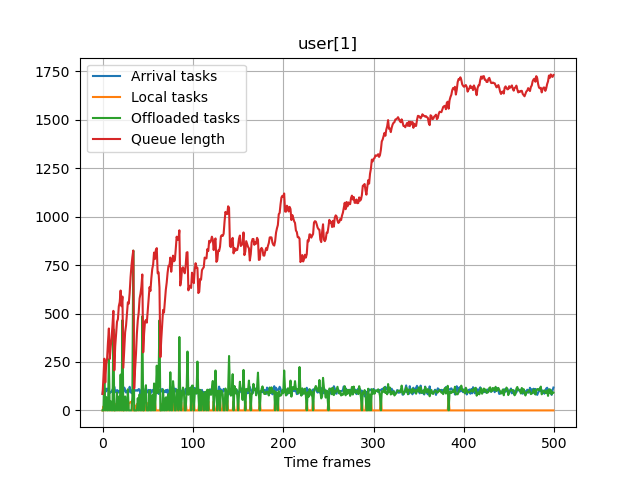 user[1]
Arrival tasks
Local tasks
Offloaded tasks
Queue length
1750
1500
1250
1000
750
500
250
0
0 100 200 300 400 500
Time frames